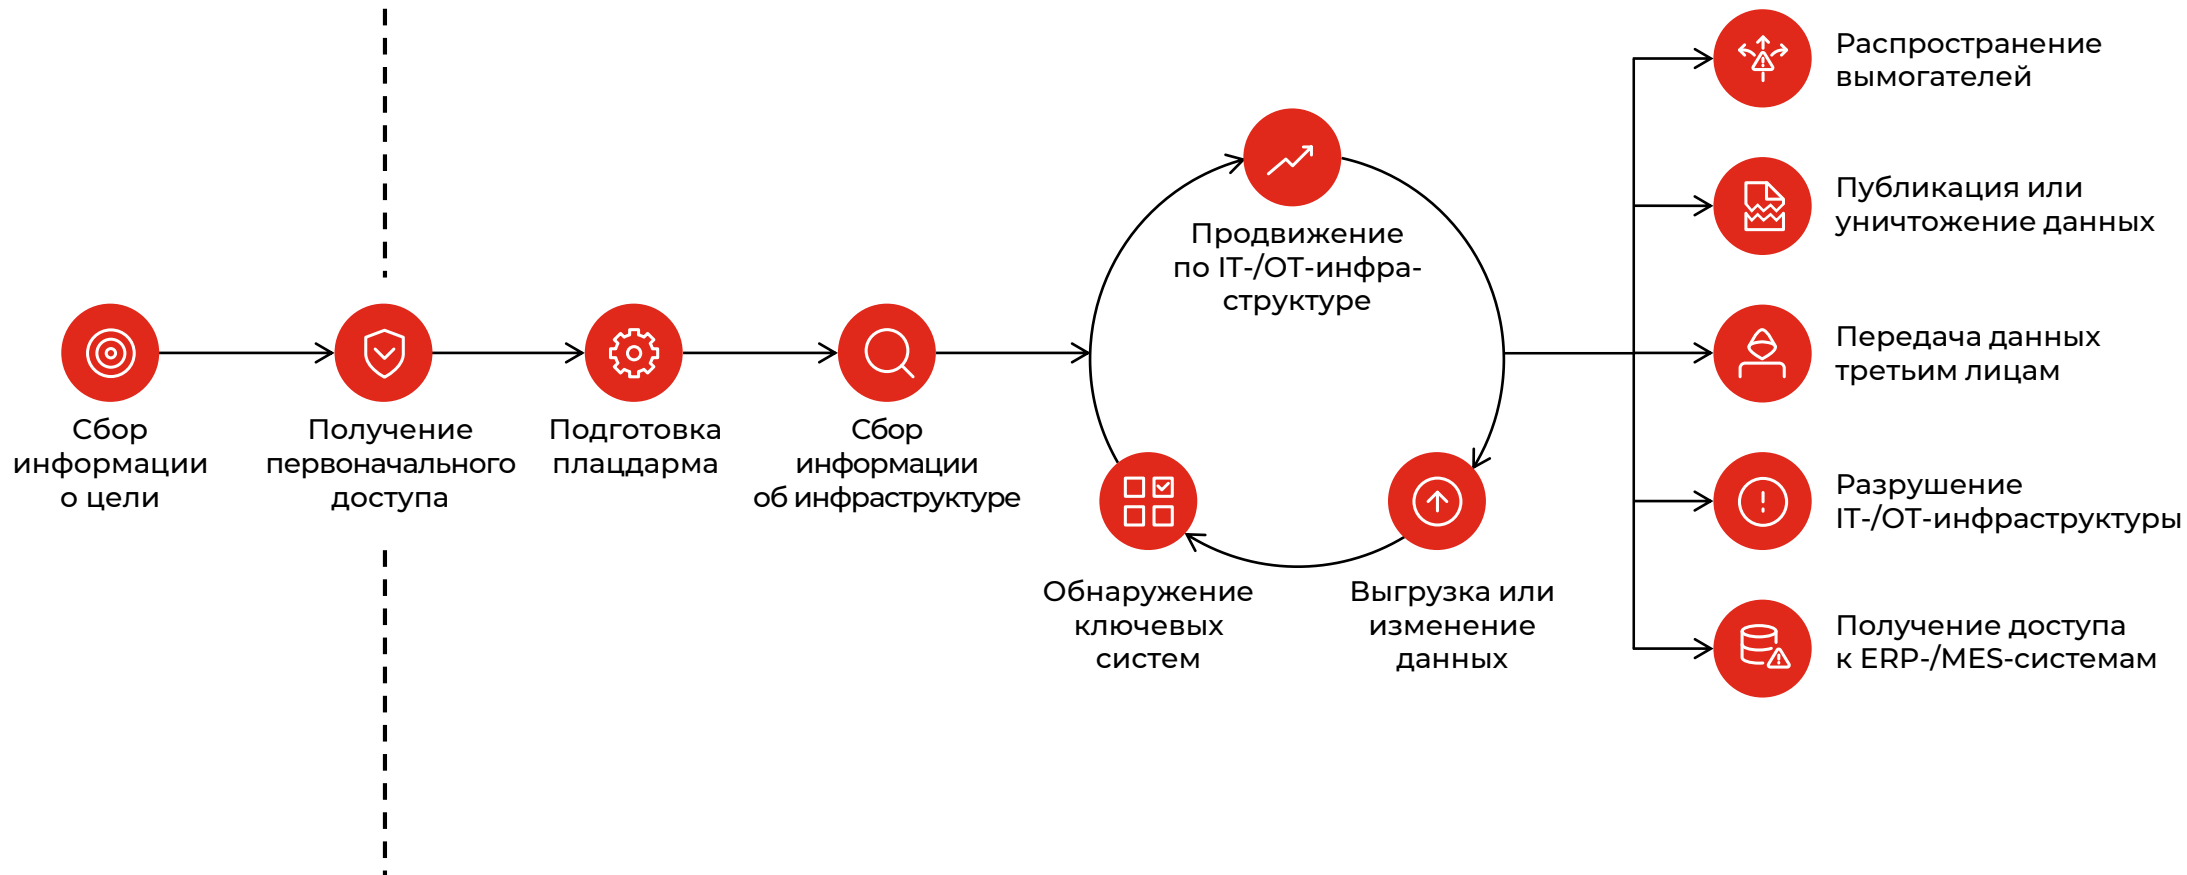 Сбор
информации
о цели
Получение
первоначального
доступа
Подготовка
плацдарма
Сбор
информации
об инфраструктуре
Продвижение
по IT-/OT-инфра-
структуре
Обнаружение
ключевых
систем
Выгрузка или
изменение
данных
Распространение
вымогателей
Публикация или
уничтожение данных
Передача данных
третьим лицам
Разрушение
IT-/OT-инфраструктуры
Получение доступа
к ERP-/MES-системам